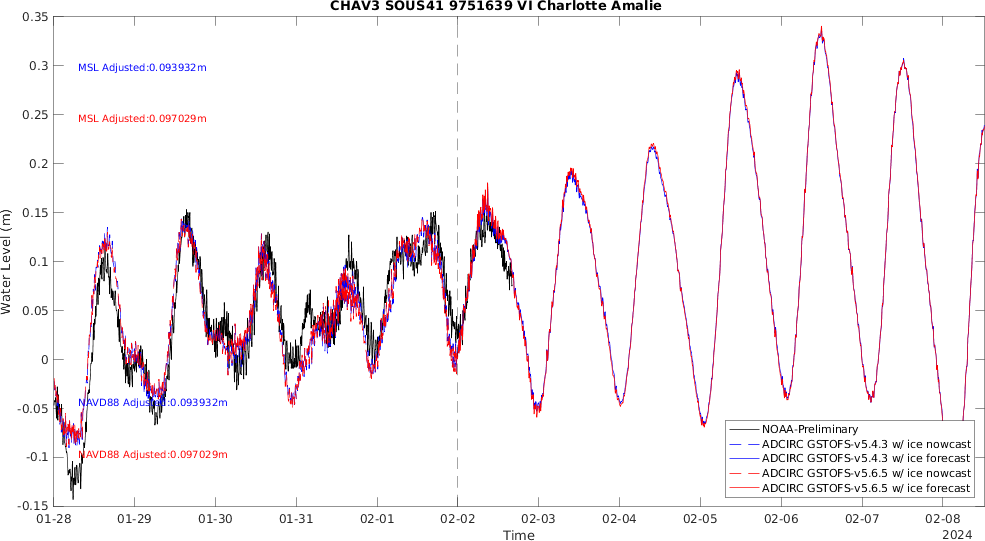 CHAV3 SOUS41 9751639 VI Charlotte Amalie
0.35
0.3
0.25
0.2
0.15
0.1
0.05
0
-0.05
-0.1
-0.15
Water Level (m)
MSL Adjusted:0.093932m
MSL Adjusted:0.097029m
NAVD88 Adjusted:0.093932m
NAVD88 Adjusted:0.097029m
NOAA-Preliminary
ADCIRC GSTOFS-v5.4.3 w/ ice nowcast
ADCIRC GSTOFS-v5.4.3 w/ ice forecast
ADCIRC GSTOFS-v5.6.5 w/ ice nowcast
ADCIRC GSTOFS-v5.6.5 w/ ice forecast
01-28 01-29 01-30 01-31 02-01 02-02 02-03 02-04 02-05 02-06 02-07 02-08
Time
2024